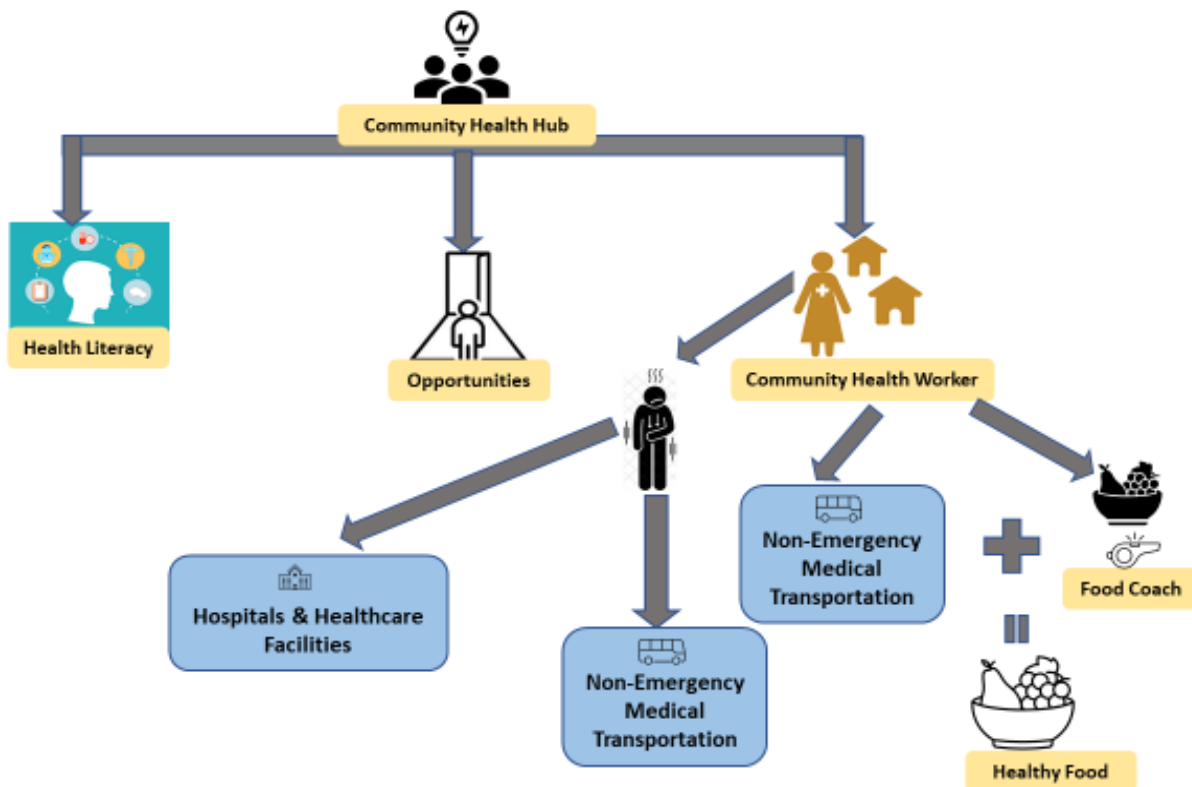 Community Health Hub
Health Literacy
Opportunities
Community Health Worker
Non-Emergency
Medical
Transportation
Food Coach
Hospitals & Healthcare
Facilities
Non-Emergency
Medical
Transportation
Healthy Food